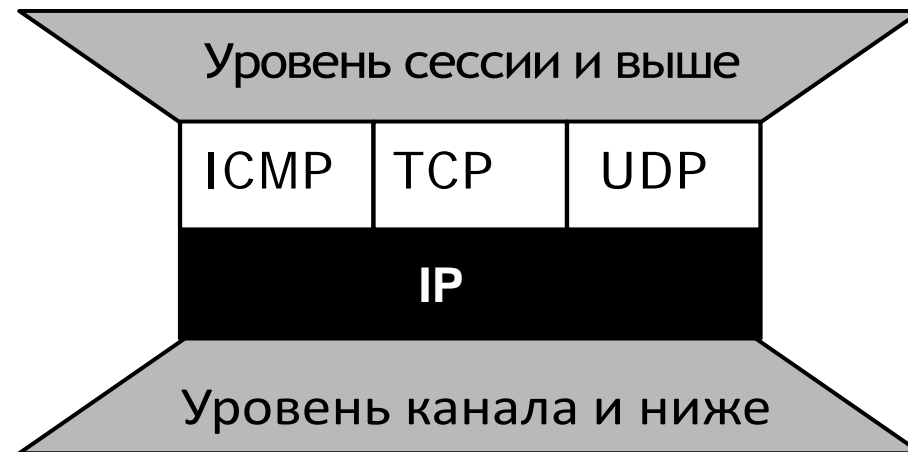 Уровень сессии и выше
ICMP TCP UDP
IP
Уровень канала и ниже